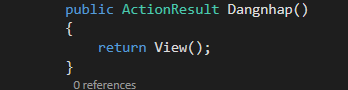 public ActionResult Dangnhap()
{
return View();
}
0 references